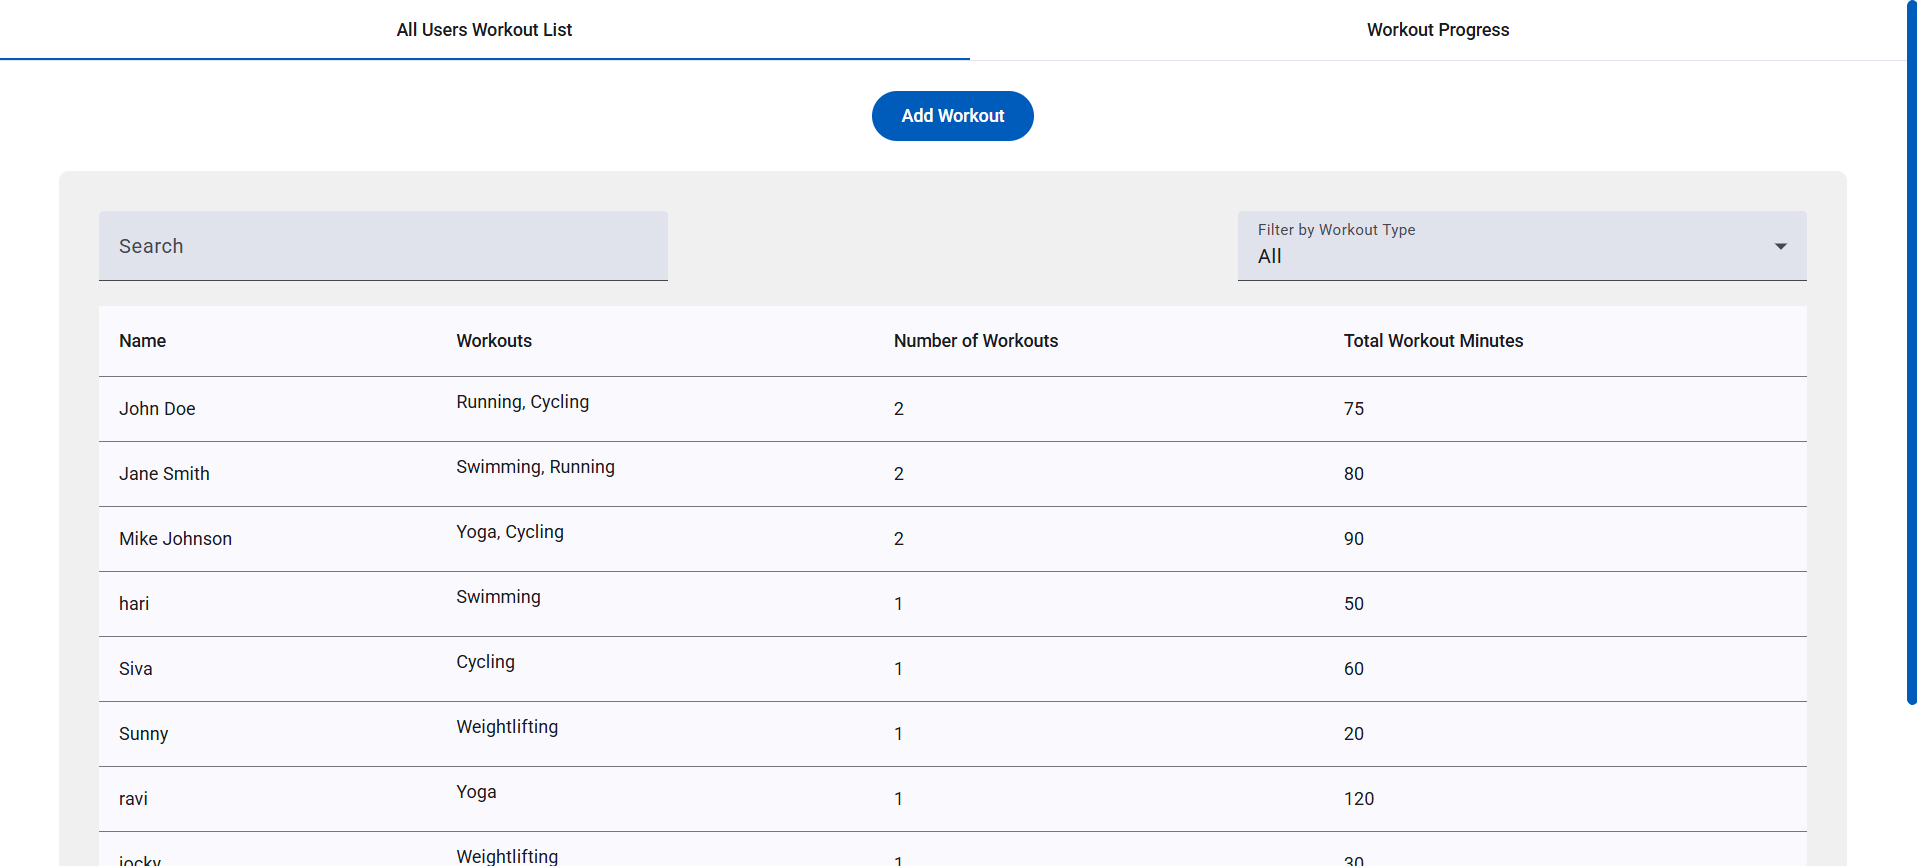 All Users Workout List Workout Progress
Add Workout
Search
Filter by Workout Type
All
Name Workouts Number of Workouts Total Workout Minutes
John Doe Running, Cycling 2 75
Jane Smith Swimming, Running 2 80
Mike Johnson Yoga, Cycling 2 90
hari Swimming 1 50
Siva Cycling 1 60
Sunny Weightlifting 1 20
ravi Yoga 1 120
jocky Weightlifting 1 30